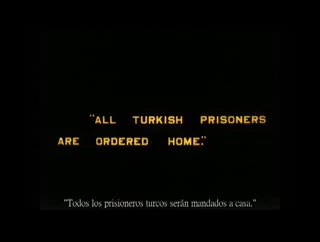 "ALL TURKISH PRISONERS
ARE ORDERED HOME."
"Todos los prisioneros turcos serán mandados a casa."